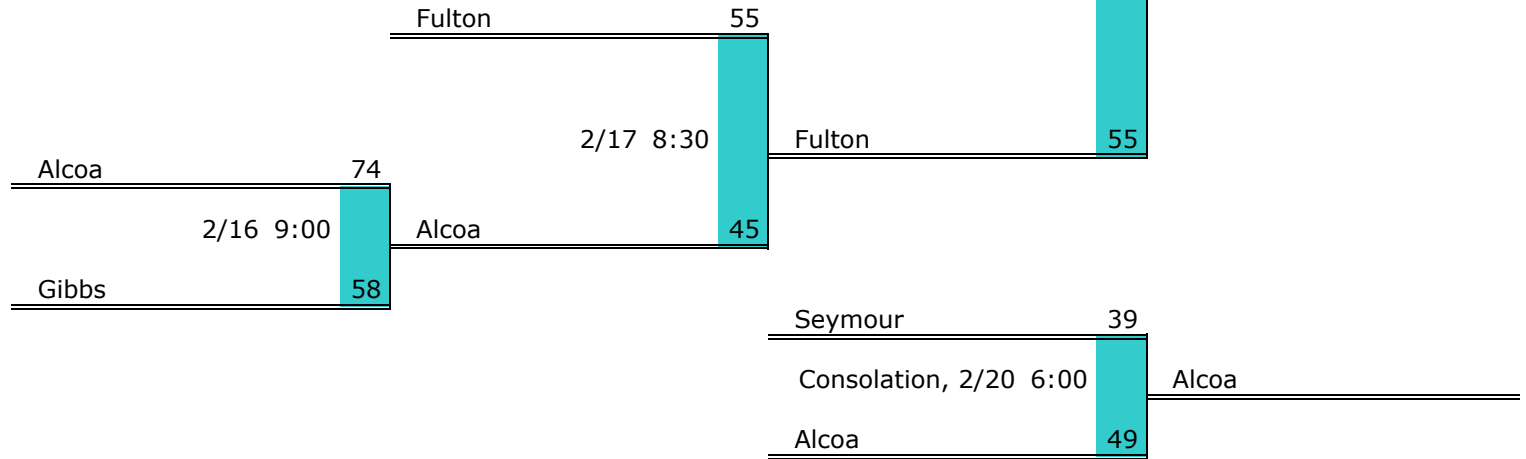 Fulton 55
2/17 8:30 Fulton 55
Alcoa 74
2/16 9:00 Alcoa 45
Gibbs 58
Seymour 39
Consolation, 2/20 6:00 Alcoa
Alcoa 49